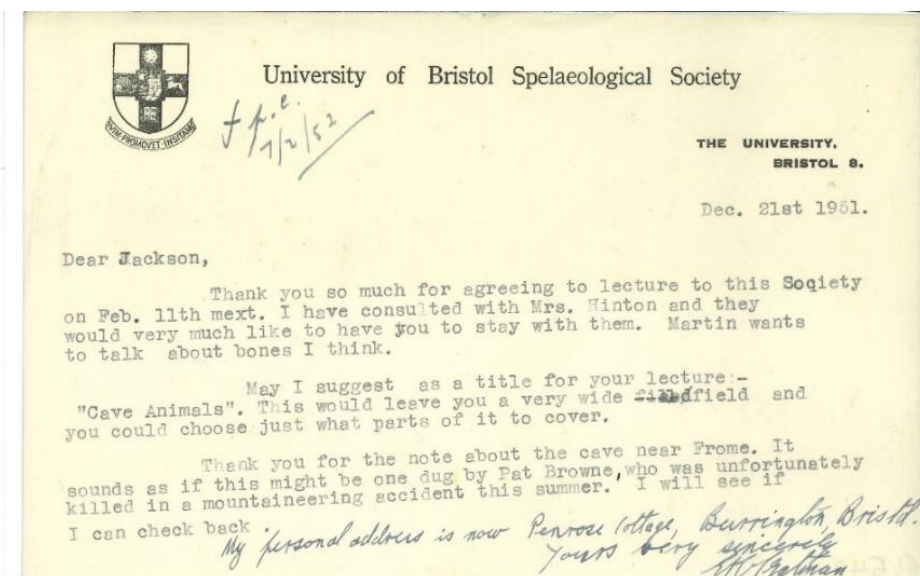 University of Bristol Spelaeological Society
VIM·PROMOVET·INSITAM
f p.c.
7/2/52
THE UNIVERSITY.
BRISTOL 8.
Dec. 21st 1951.
Dear Jackson,
Thank you so much for agreeing to lecture to this Soqiety
on Feb. 11th mext. I have consulted with Mrs. Hinton and they
would very much like to have you to stay with them. Martin wants
to talk about bones I think.
May I suggest as a title for your lecture:-
"Cave Animals". This would leave you a very wide field and
you could choose just what parts of it to cover.
Thank you for the note about the cave near Frome. It
sounds as if this might be one dug by Pat Browne, who was unfortunately
killed in a mountaineering accident this summer. I will see if
I can check back.
My personal address is now Penrose Cottage, Burrington, Bristol.
Yours very sincerely